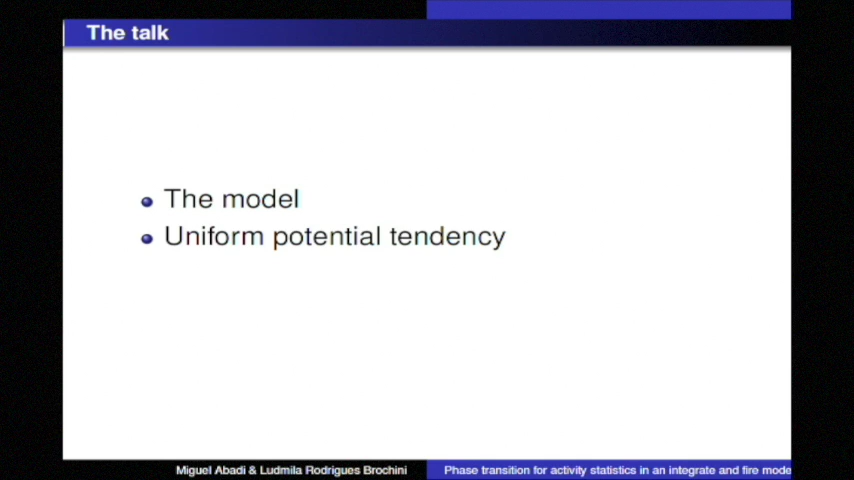 The talk
The model
Uniform potential tendency
Miguel Abadi & Ludmila Rodrigues Brochini
Phase transition for activity statistics in an integrate and fire mode